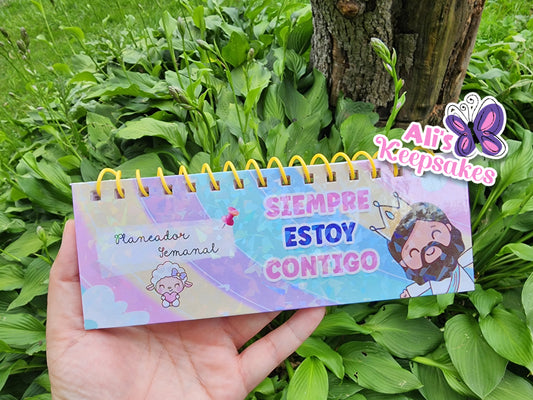 Ali's
Keepsakes
Planeador
Semanal
SIEMPRE
ESTOY
CONTIGO